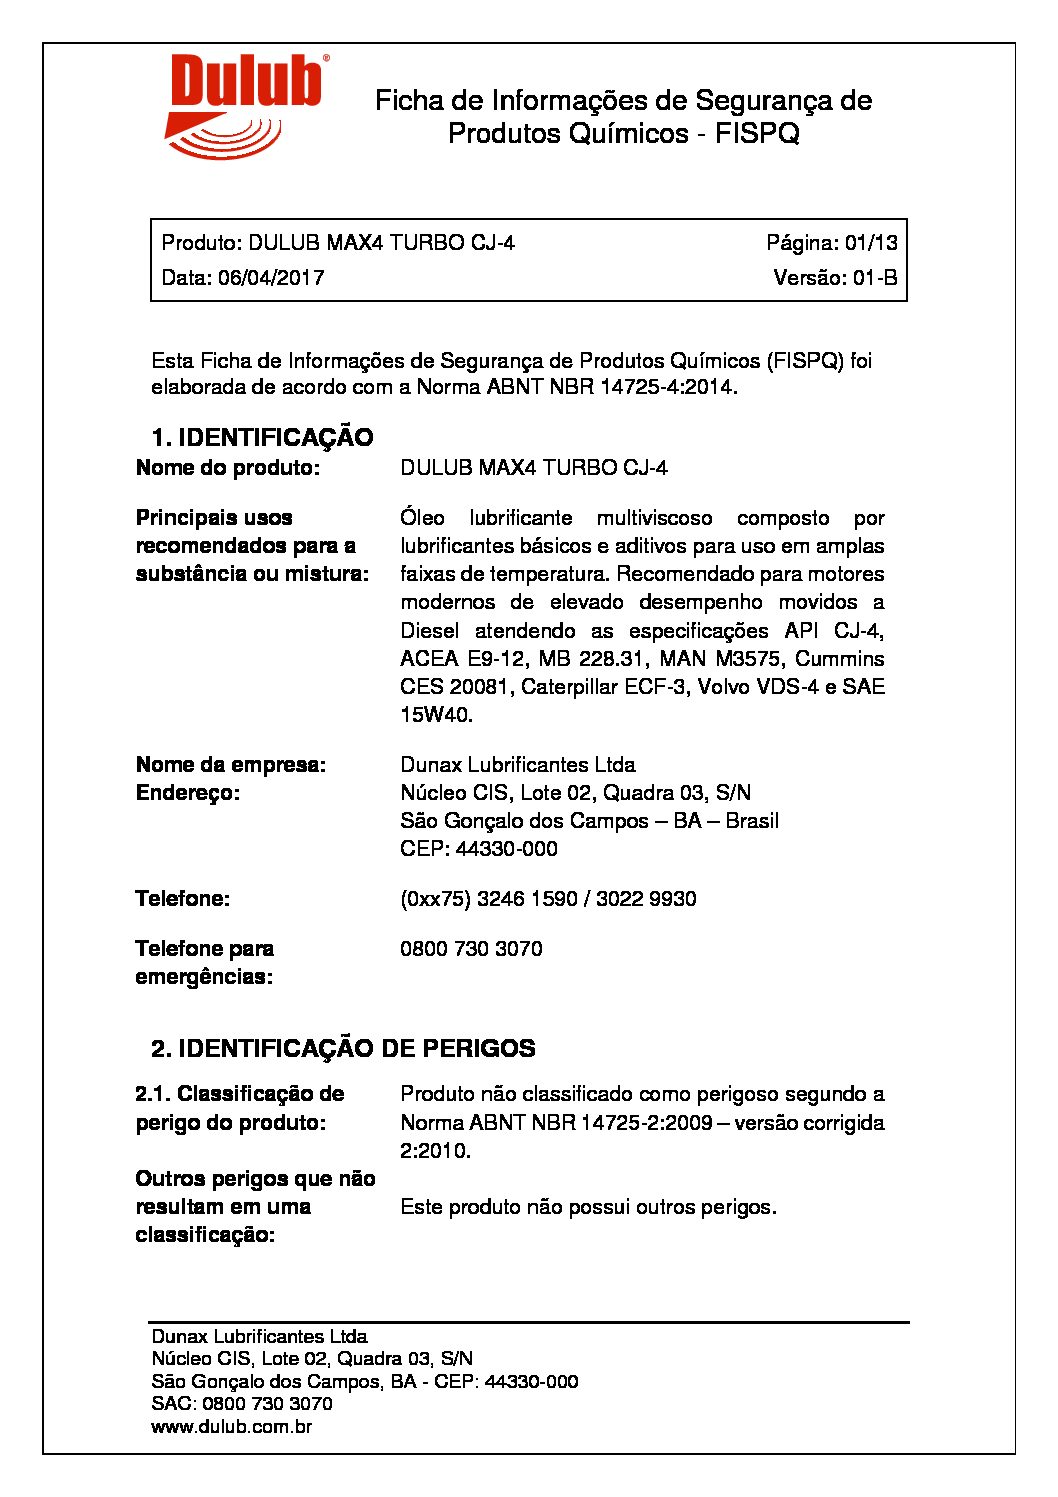 Dulub®
Ficha de Informações de Segurança de
Produtos Químicos - FISPQ
Produto: DULUB MAX4 TURBO CJ-4 Página: 01/13
Data: 06/04/2017 Versão: 01-B
Esta Ficha de Informações de Segurança de Produtos Químicos (FISPQ) foi
elaborada de acordo com a Norma ABNT NBR 14725-4:2014.
1. IDENTIFICAÇÃO
Nome do produto: DULUB MAX4 TURBO CJ-4
Principais usos
recomendados para a
substância ou mistura:
Óleo lubrificante multiviscoso composto por
lubrificantes básicos e aditivos para uso em amplas
faixas de temperatura. Recomendado para motores
modernos de elevado desempenho movidos a
Diesel atendendo as especificações API CJ-4,
ACEA E9-12, MB 228.31, MAN M3575, Cummins
CES 20081, Caterpillar ECF-3, Volvo VDS-4 e SAE
15W40.
Nome da empresa: Dunax Lubrificantes Ltda
Endereço: Núcleo CIS, Lote 02, Quadra 03, S/N
São Gonçalo dos Campos – BA – Brasil
CEP: 44330-000
Telefone: (0xx75) 3246 1590 / 3022 9930
Telefone para
emergências:
0800 730 3070
2. IDENTIFICAÇÃO DE PERIGOS
2.1. Classificação de
perigo do produto:
Produto não classificado como perigoso segundo a
Norma ABNT NBR 14725-2:2009 – versão corrigida
2:2010.
Outros perigos que não
resultam em uma
classificação:
Este produto não possui outros perigos.
Dunax Lubrificantes Ltda
Núcleo CIS, Lote 02, Quadra 03, S/N
São Gonçalo dos Campos, BA - CEP: 44330-000
SAC: 0800 730 3070
www.dulub.com.br